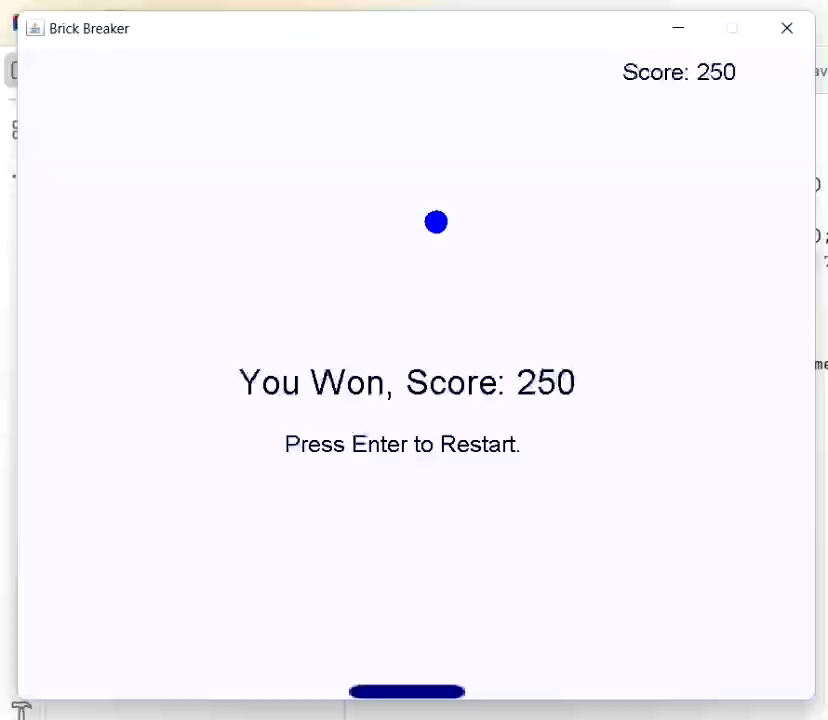 Brick Breaker
Score: 250
You Won, Score: 250
Press Enter to Restart.